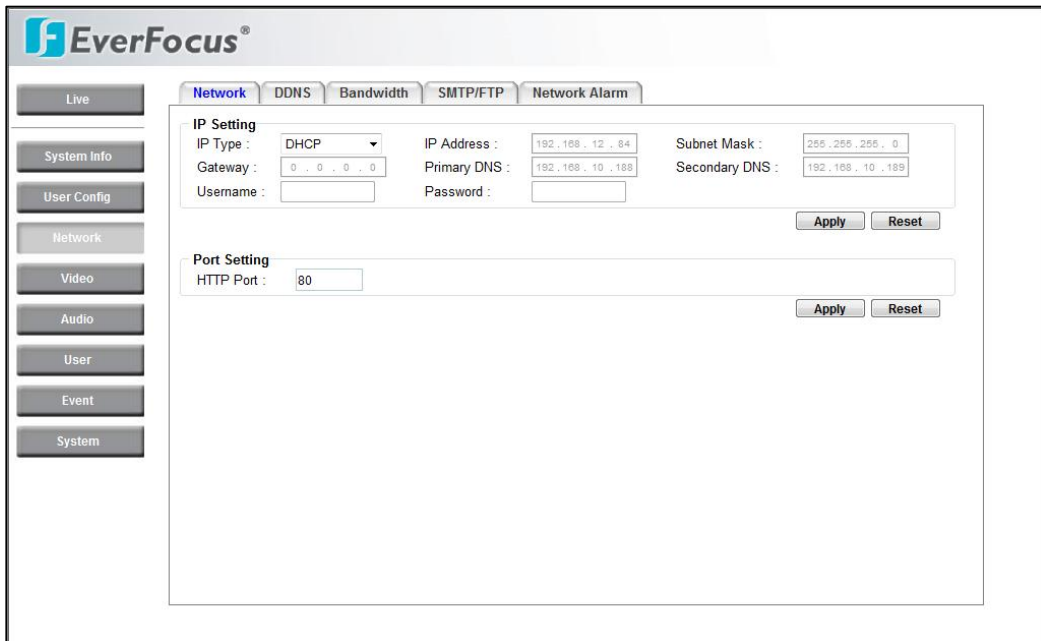 EverFocus®
Live
System Info
User Config
Network
Video
Audio
User
Event
System
Network DDNS Bandwidth SMTP/FTP Network Alarm
IP Setting
IP Type : DHCP IP Address : 192 . 168 . 12 . 84 Subnet Mask : 255 . 255 . 255 . 0
Gateway : 0 . 0 . 0 . 0 Primary DNS : 192 . 168 . 10 . 188 Secondary DNS : 192 . 168 . 10 . 189
Username : Password :
Apply Reset
Port Setting
HTTP Port : 80
Apply Reset